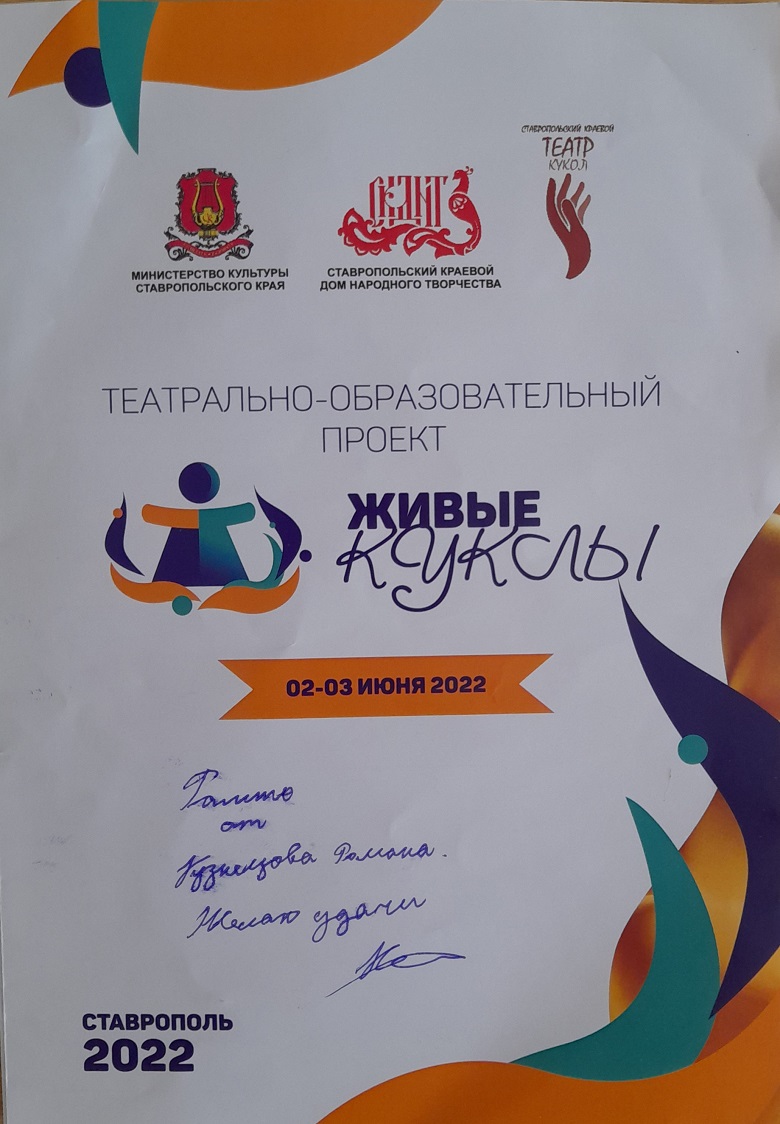 МИНИСТЕРСТВО КУЛЬТУРЫ
СТАВРОПОЛЬСКОГО КРАЯ
СКДНТ
СТАВРОПОЛЬСКИЙ КРАЕВОЙ
ДОМ НАРОДНОГО ТВОРЧЕСТВА
СТАВРОПОЛЬСКИЙ КРАЕВОЙ
ТЕАТР
КУКОЛ
ТЕАТРАЛЬНО-ОБРАЗОВАТЕЛЬНЫЙ
ПРОЕКТ
ЖИВЫЕ
КУКЛЫ
02-03 ИЮНЯ 2022
от
Кузнецова Романа.
Желаю удачи
СТАВРОПОЛЬ
2022